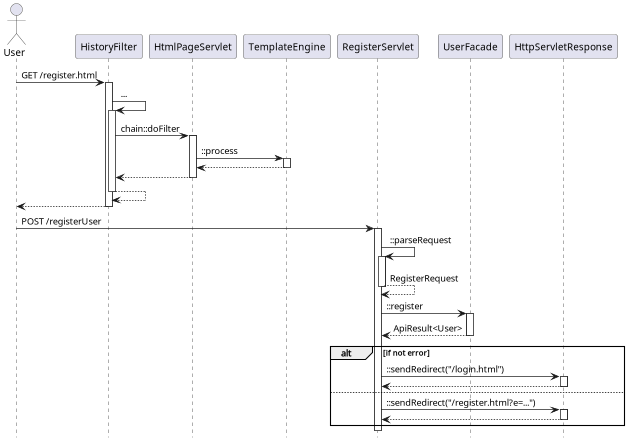 User
HistoryFilter
HtmlPageServlet
TemplateEngine
RegisterServlet
UserFacade
HttpServletResponse
GET /register.html
...
chain::doFilter
::process
POST /registerUser
::parseRequest
RegisterRequest
::register
ApiResult<User>
alt [if not error]
::sendRedirect("/login.html")
::sendRedirect("/register.html?e=...")